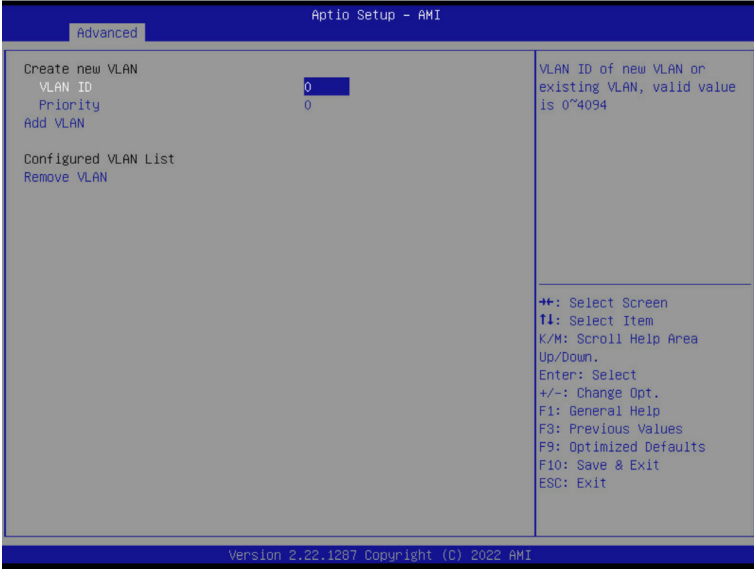 Aptio Setup – AMI
Advanced
Create new VLAN
VLAN ID 0
Priority 0
Add VLAN
Configured VLAN List
Remove VLAN
VLAN ID of new VLAN or
existing VLAN, valid value
is 0~4094
→←: Select Screen
↑↓: Select Item
K/M: Scroll Help Area
Up/Down.
Enter: Select
+/-: Change Opt.
F1: General Help
F3: Previous Values
F9: Optimized Defaults
F10: Save & Exit
ESC: Exit
Version 2.22.1287 Copyright (C) 2022 AMI